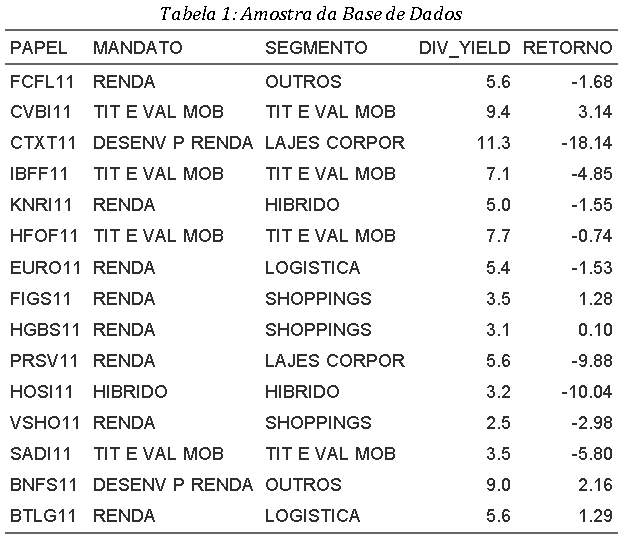 Tabela 1: Amostra da Base de Dados
PAPEL MANDATO SEGMENTO DIV_YIELD RETORNO
FCFL11 RENDA OUTROS 5.6 -1.68
CVBI11 TIT E VAL MOB TIT E VAL MOB 9.4 3.14
CTXT11 DESENV P RENDA LAJES CORPOR 11.3 -18.14
IBFF11 TIT E VAL MOB TIT E VAL MOB 7.1 -4.85
KNRI11 RENDA HIBRIDO 5.0 -1.55
HFOF11 TIT E VAL MOB TIT E VAL MOB 7.7 -0.74
EURO11 RENDA LOGISTICA 5.4 -1.53
FIGS11 RENDA SHOPPINGS 3.5 1.28
HGBS11 RENDA SHOPPINGS 3.1 0.10
PRSV11 RENDA LAJES CORPOR 5.6 -9.88
HOSI11 HIBRIDO HIBRIDO 3.2 -10.04
VSHO11 RENDA SHOPPINGS 2.5 -2.98
SADI11 TIT E VAL MOB TIT E VAL MOB 3.5 -5.80
BNFS11 DESENV P RENDA OUTROS 9.0 2.16
BTLG11 RENDA LOGISTICA 5.6 1.29